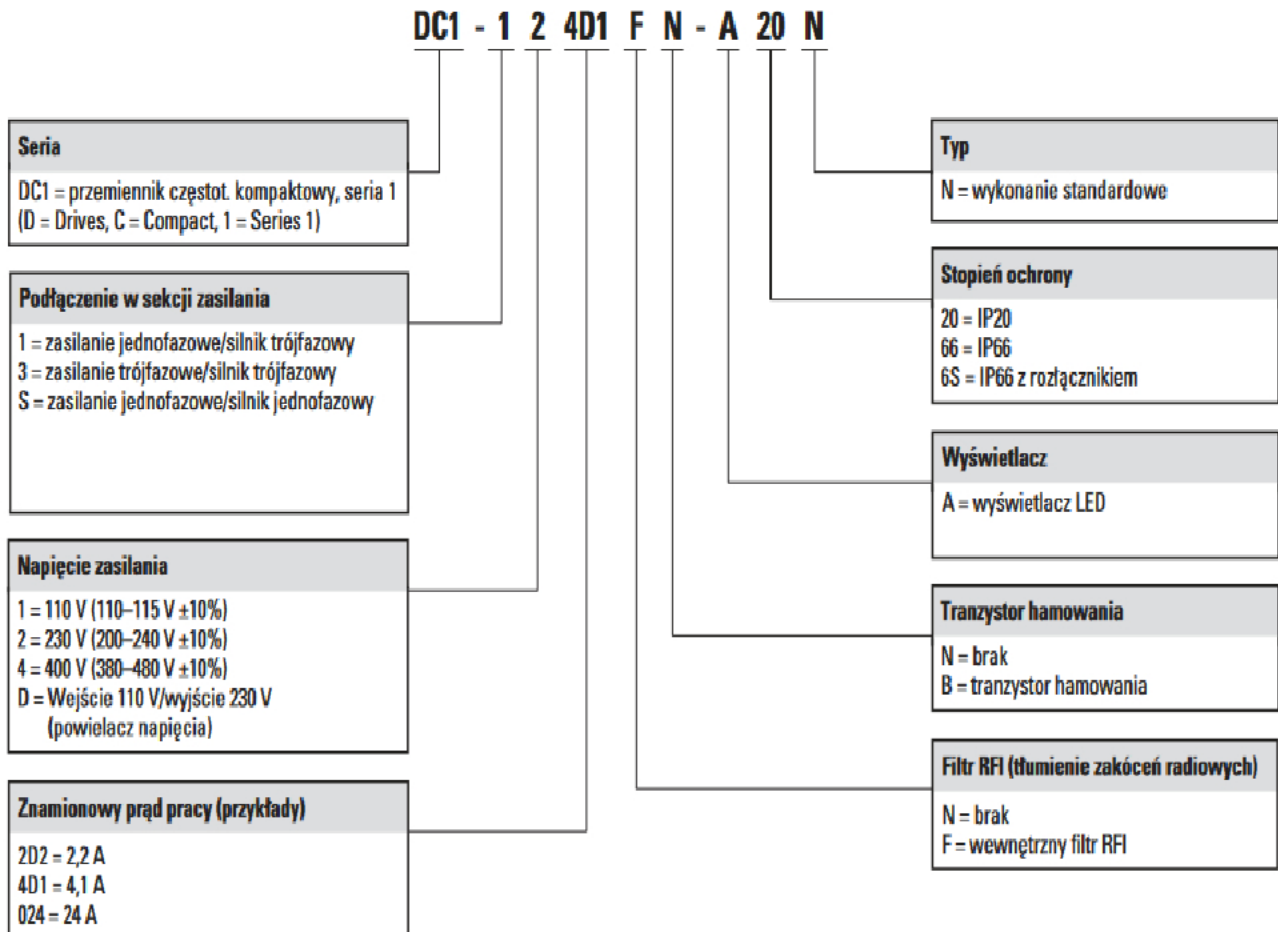 DC1 - 1 2 4D1 F N - A 20 N
Seria
DC1 = przemiennik częstot. kompaktowy, seria 1
(D = Drives, C = Compact, 1 = Series 1)
Podłączenie w sekcji zasilania
1 = zasilanie jednofazowe/silnik trójfazowy
3 = zasilanie trójfazowe/silnik trójfazowy
S = zasilanie jednofazowe/silnik jednofazowy
Napięcie zasilania
1 = 110 V (110–115 V ±10%)
2 = 230 V (200–240 V ±10%)
4 = 400 V (380–480 V ±10%)
D = Wejście 110 V/wyjście 230 V
(powielacz napięcia)
Znamionowy prąd pracy (przykłady)
2D2 = 2,2 A
4D1 = 4,1 A
024 = 24 A
Typ
N = wykonanie standardowe
Stopień ochrony
20 = IP20
66 = IP66
6S = IP66 z rozłącznikiem
Wyświetlacz
A = wyświetlacz LED
Tranzystor hamowania
N = brak
B = tranzystor hamowania
Filtr RFI (tłumienie zakóceń radiowych)
N = brak
F = wewnętrzny filtr RFI